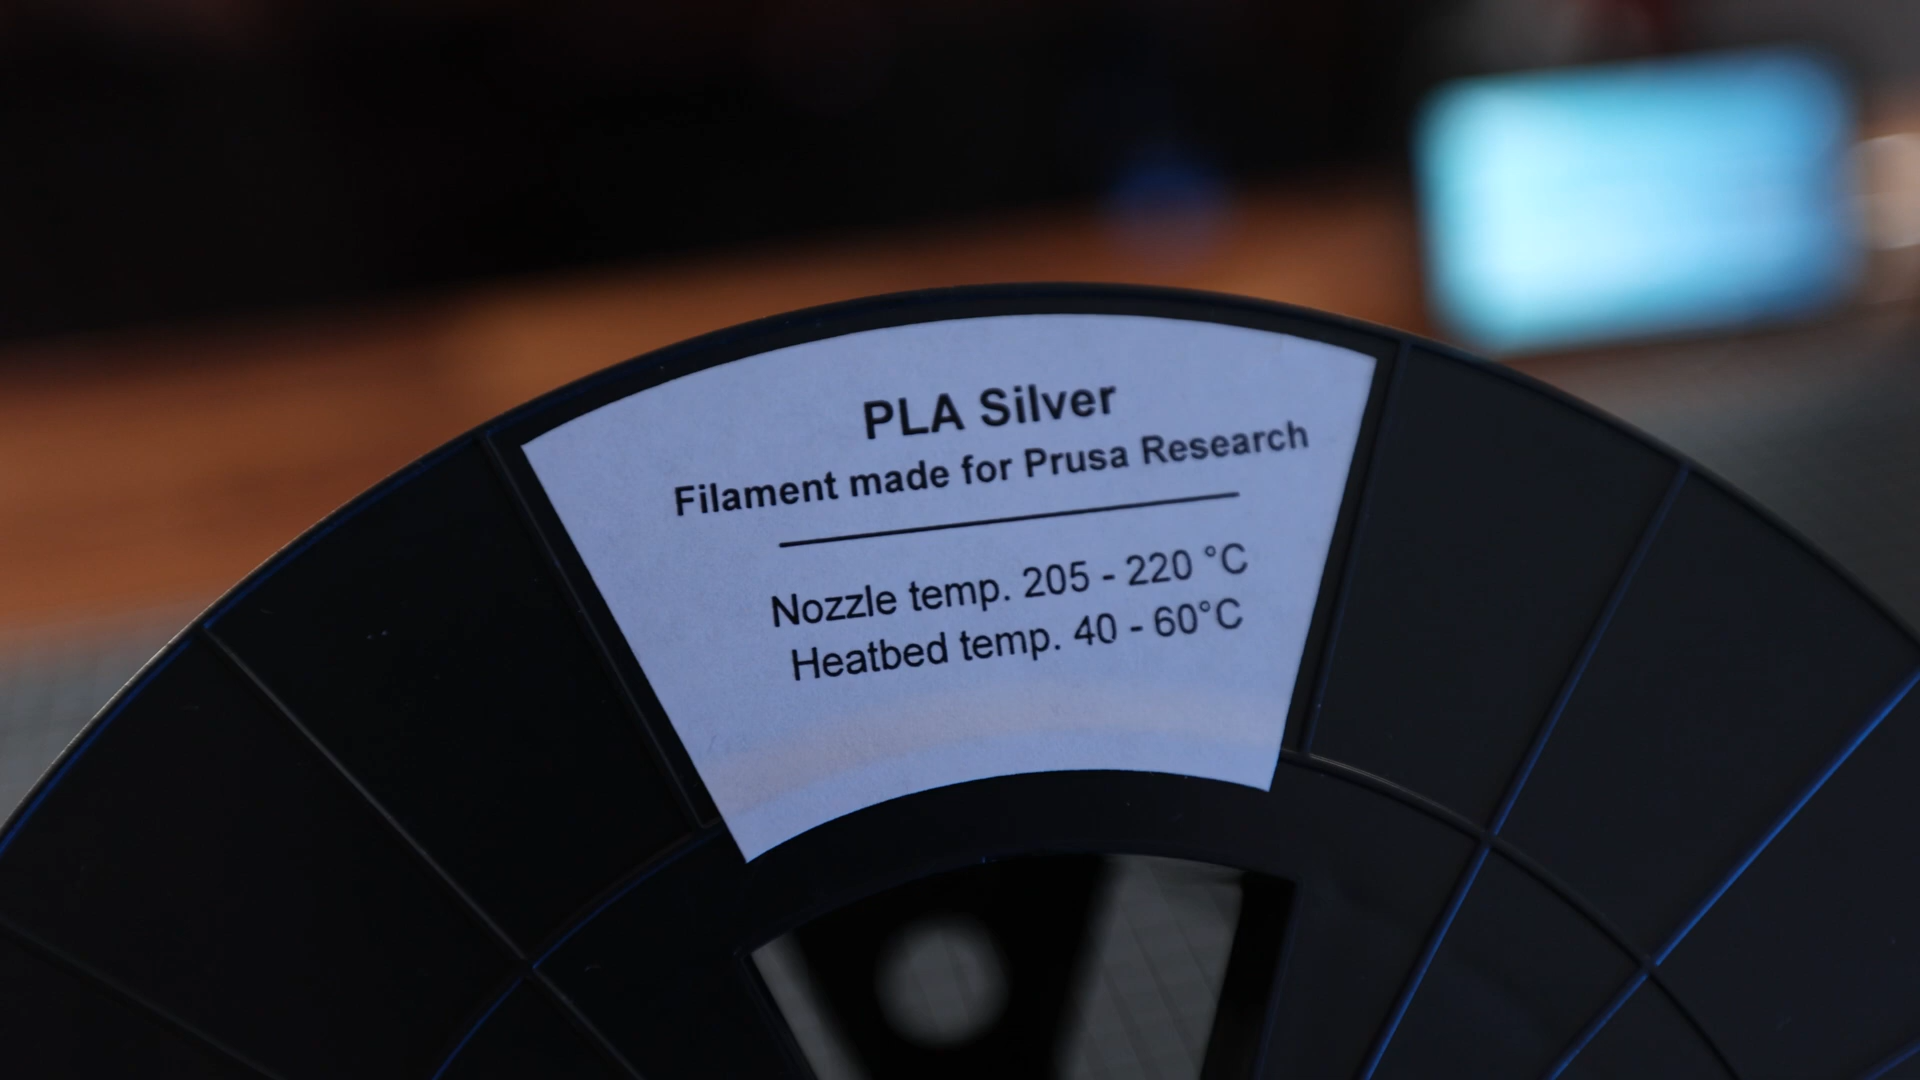 PLA Silver
Filament made for Prusa Research
Nozzle temp. 205 - 220 °C
Heatbed temp. 40 - 60°C